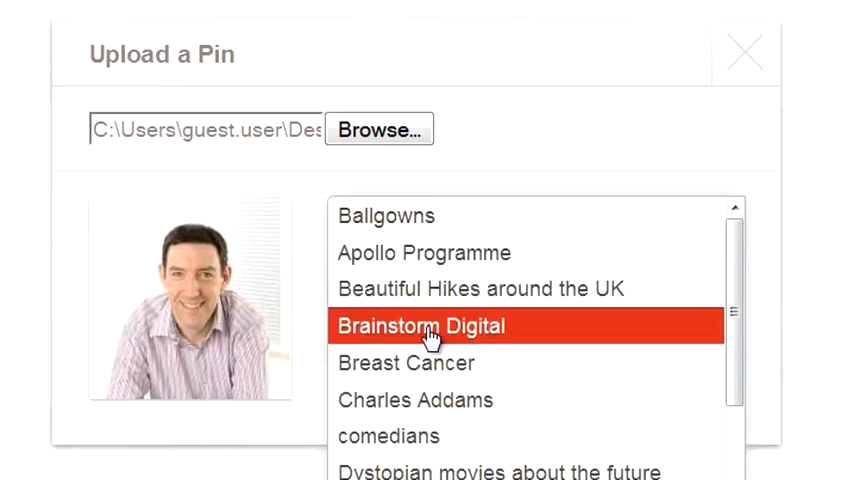 Upload a Pin
C:\Users\guest.user\Des
Browse...
Ballgowns
Apollo Programme
Beautiful Hikes around the UK
Brainstorm Digital
Breast Cancer
Charles Addams
comedians
Dystopian movies about the future